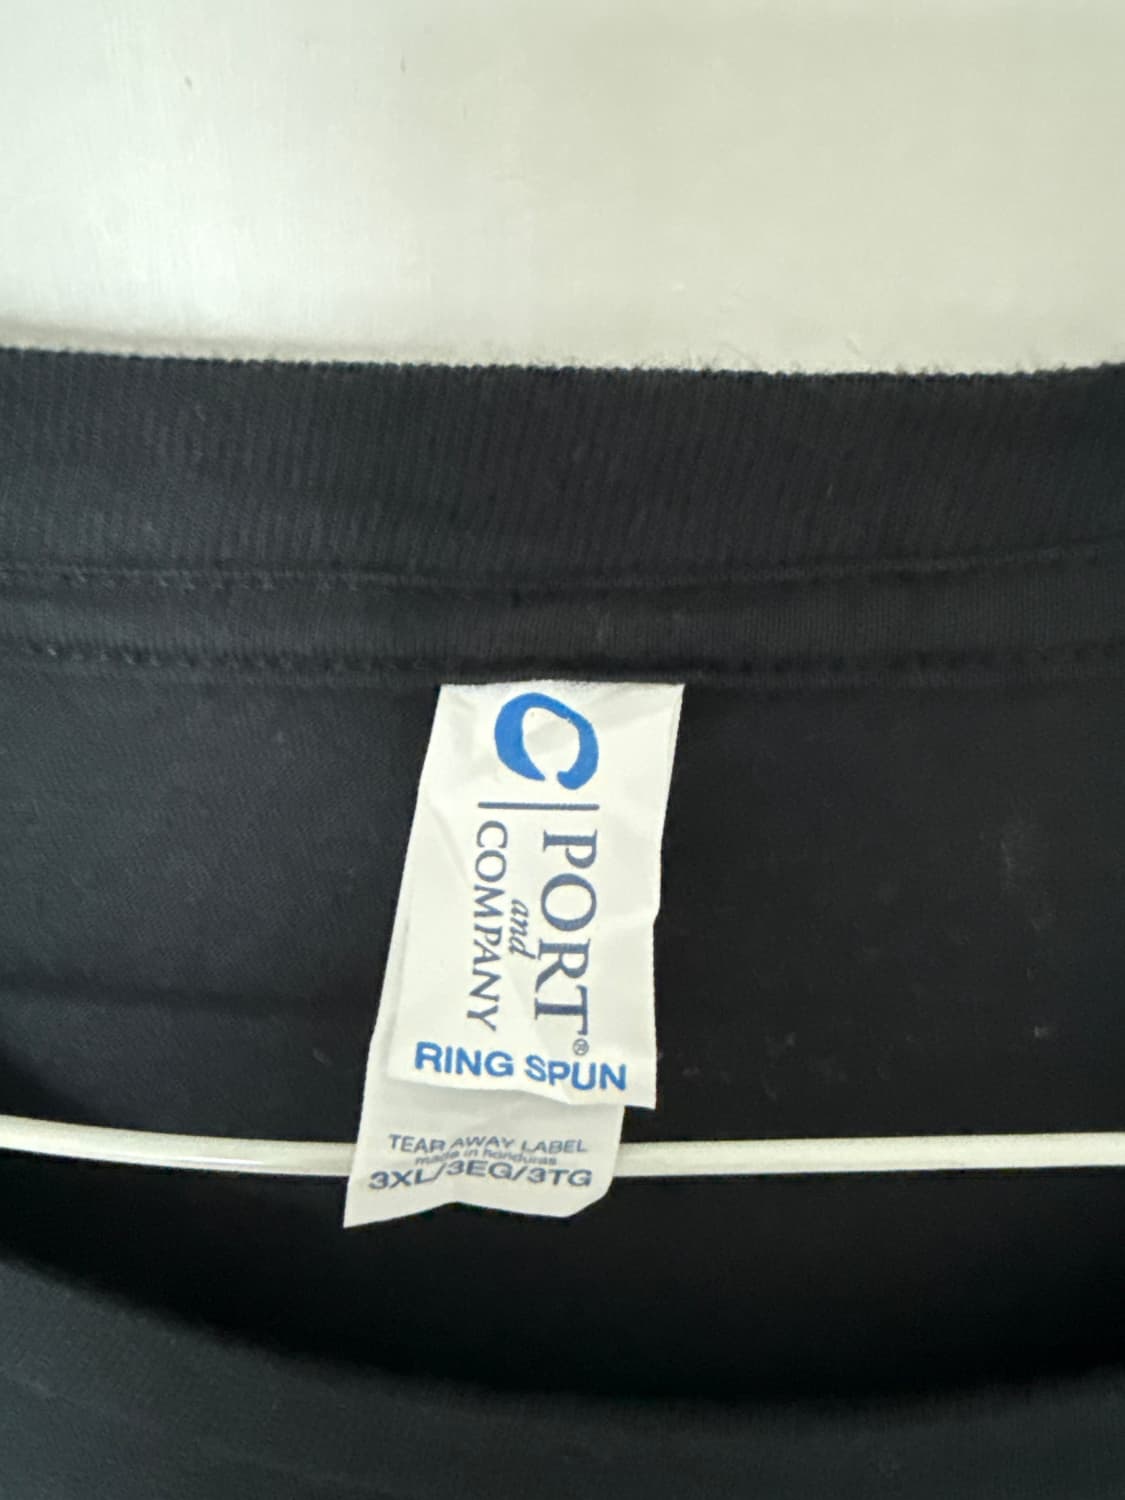 C
PORT®
and
COMPANY
RING SPUN
TEAR AWAY LABEL
made in honduras
3XL/3EG/3TG